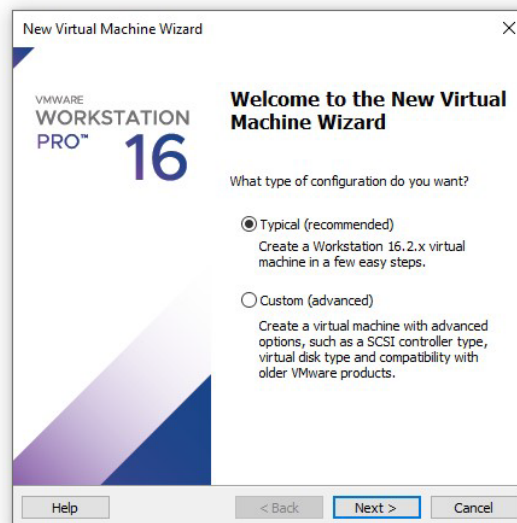 New Virtual Machine Wizard
VMWARE
WORKSTATION
PRO™ 16
Welcome to the New Virtual
Machine Wizard
What type of configuration do you want?
Typical (recommended)
Create a Workstation 16.2.x virtual
machine in a few easy steps.
Custom (advanced)
Create a virtual machine with advanced
options, such as a SCSI controller type,
virtual disk type and compatibility with
older VMware products.
Help
< Back
Next >
Cancel